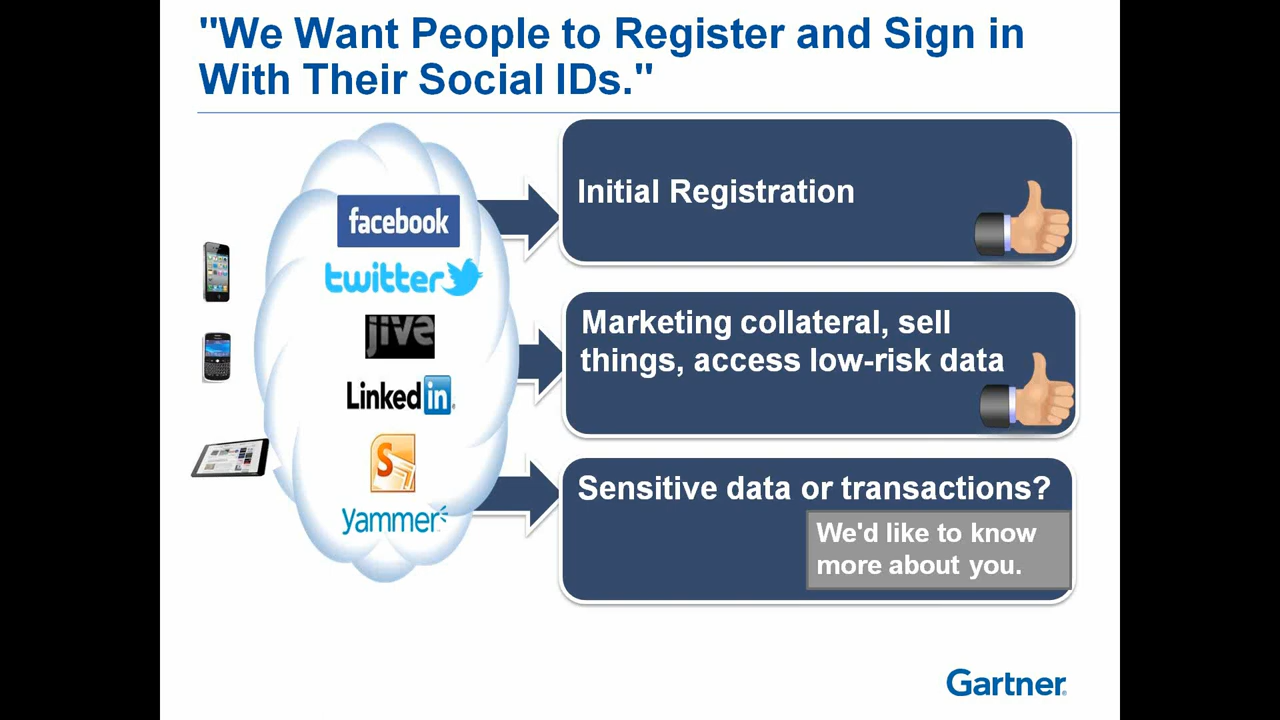 "We Want People to Register and Sign in
With Their Social IDs."
facebook
twitter
jive
Linkedin
S
yammer
Initial Registration
Marketing collateral, sell
things, access low-risk data
Sensitive data or transactions?
We'd like to know
more about you.
Gartner